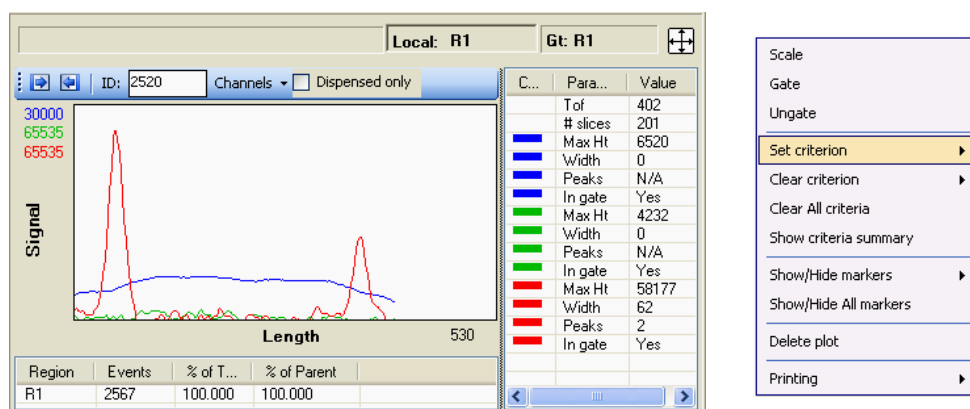 Local: R1 Gt: R1
ID: 2520 Channels Dispensed only
30000
65535
65535
Signal
Length 530
C... Para... Value
Tof 402
# slices 201
Max Ht 6520
Width 0
Peaks N/A
In gate Yes
Max Ht 4232
Width 0
Peaks N/A
In gate Yes
Max Ht 58177
Width 62
Peaks 2
In gate Yes
Region Events % of T... % of Parent
R1 2567 100.000 100.000
Scale
Gate
Ungate
Set criterion
Clear criterion
Clear All criteria
Show criteria summary
Show/Hide markers
Show/Hide All markers
Delete plot
Printing